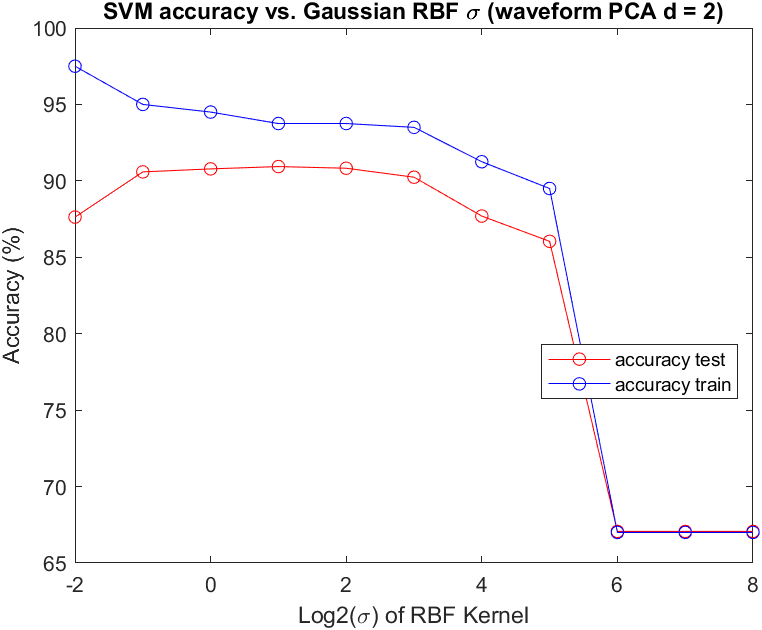 SVM accuracy vs. Gaussian RBF σ (waveform PCA d = 2)
100
95
90
85
80
75
70
65
Accuracy (%)
accuracy test
accuracy train
-2 0 2 4 6 8
Log2(σ) of RBF Kernel